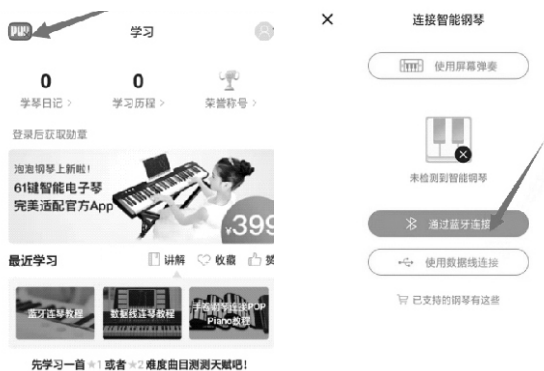 学习
0
0
学琴日记 >
学习历程 >
荣誉称号 >
登录后获取勋章
泡泡钢琴上新啦!
61键智能电子琴
完美适配官方App
¥399
最近学习
讲解
收藏
赞
蓝牙连琴教程
数据线连琴教程
Piano教程
先学习一首★1 或者★2 难度曲目测测天赋吧!
连接智能钢琴
使用屏幕弹奏
未检测到智能钢琴
通过蓝牙连接
使用数据线连接
已支持的钢琴有这些